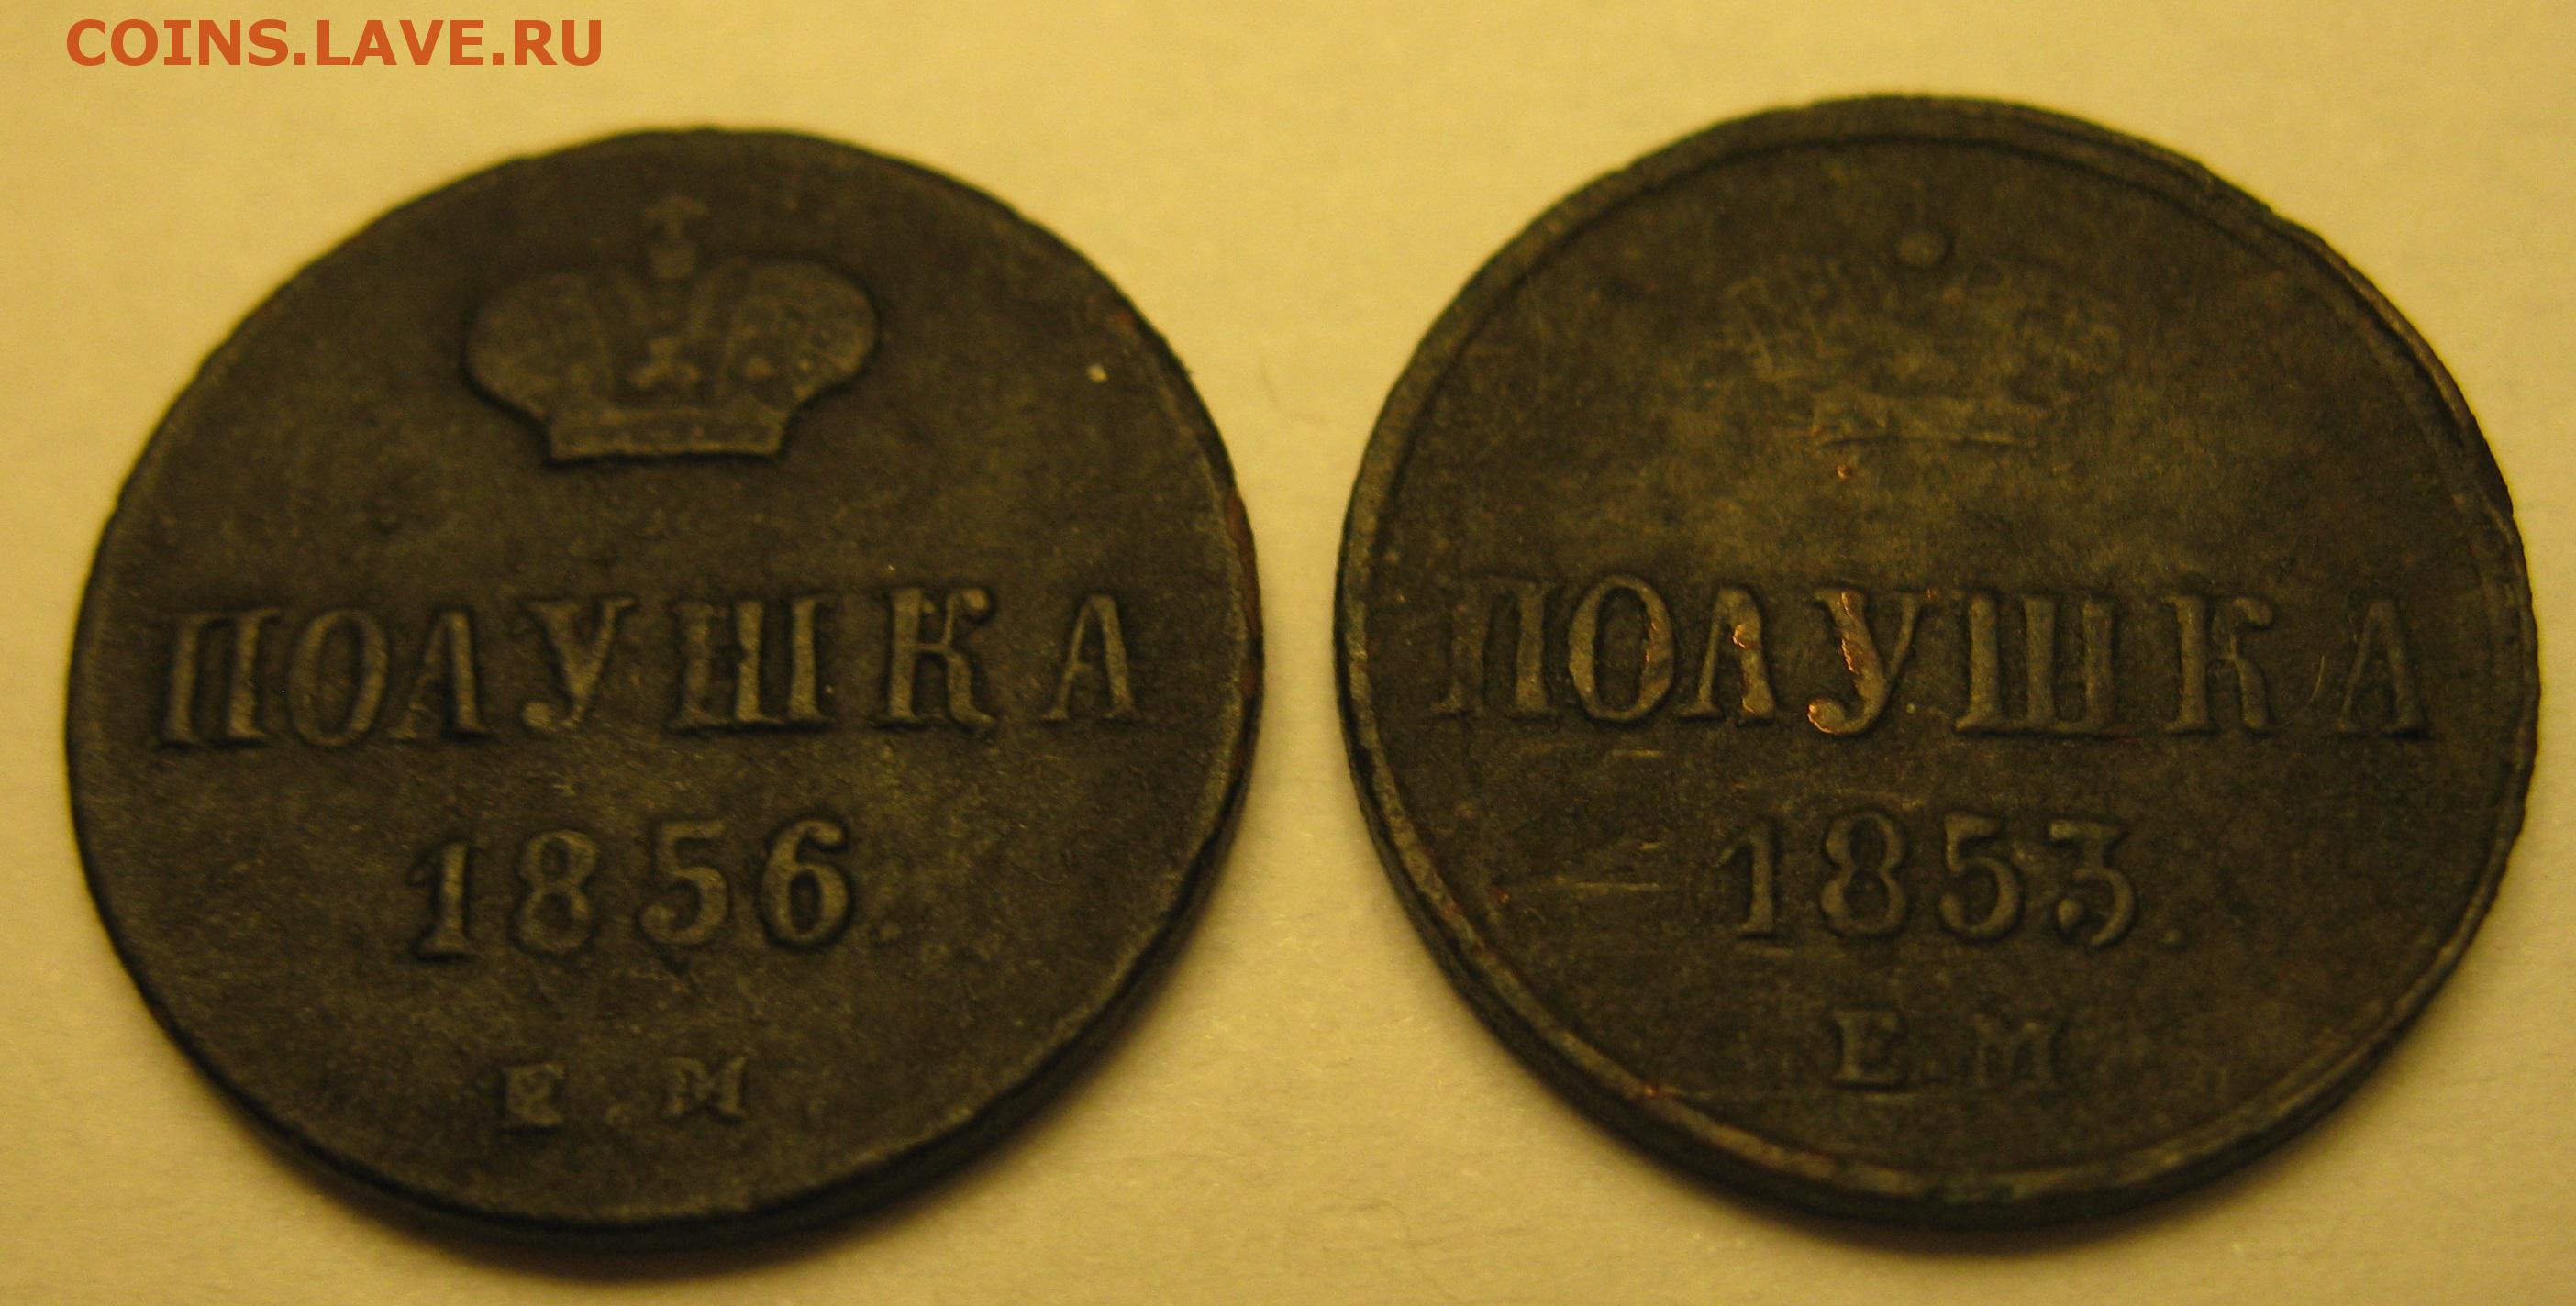 COINS.LAVE.RU
ПОЛУШКА
1856.
Е.М.
ПОЛУШКА
1853.
Е.М